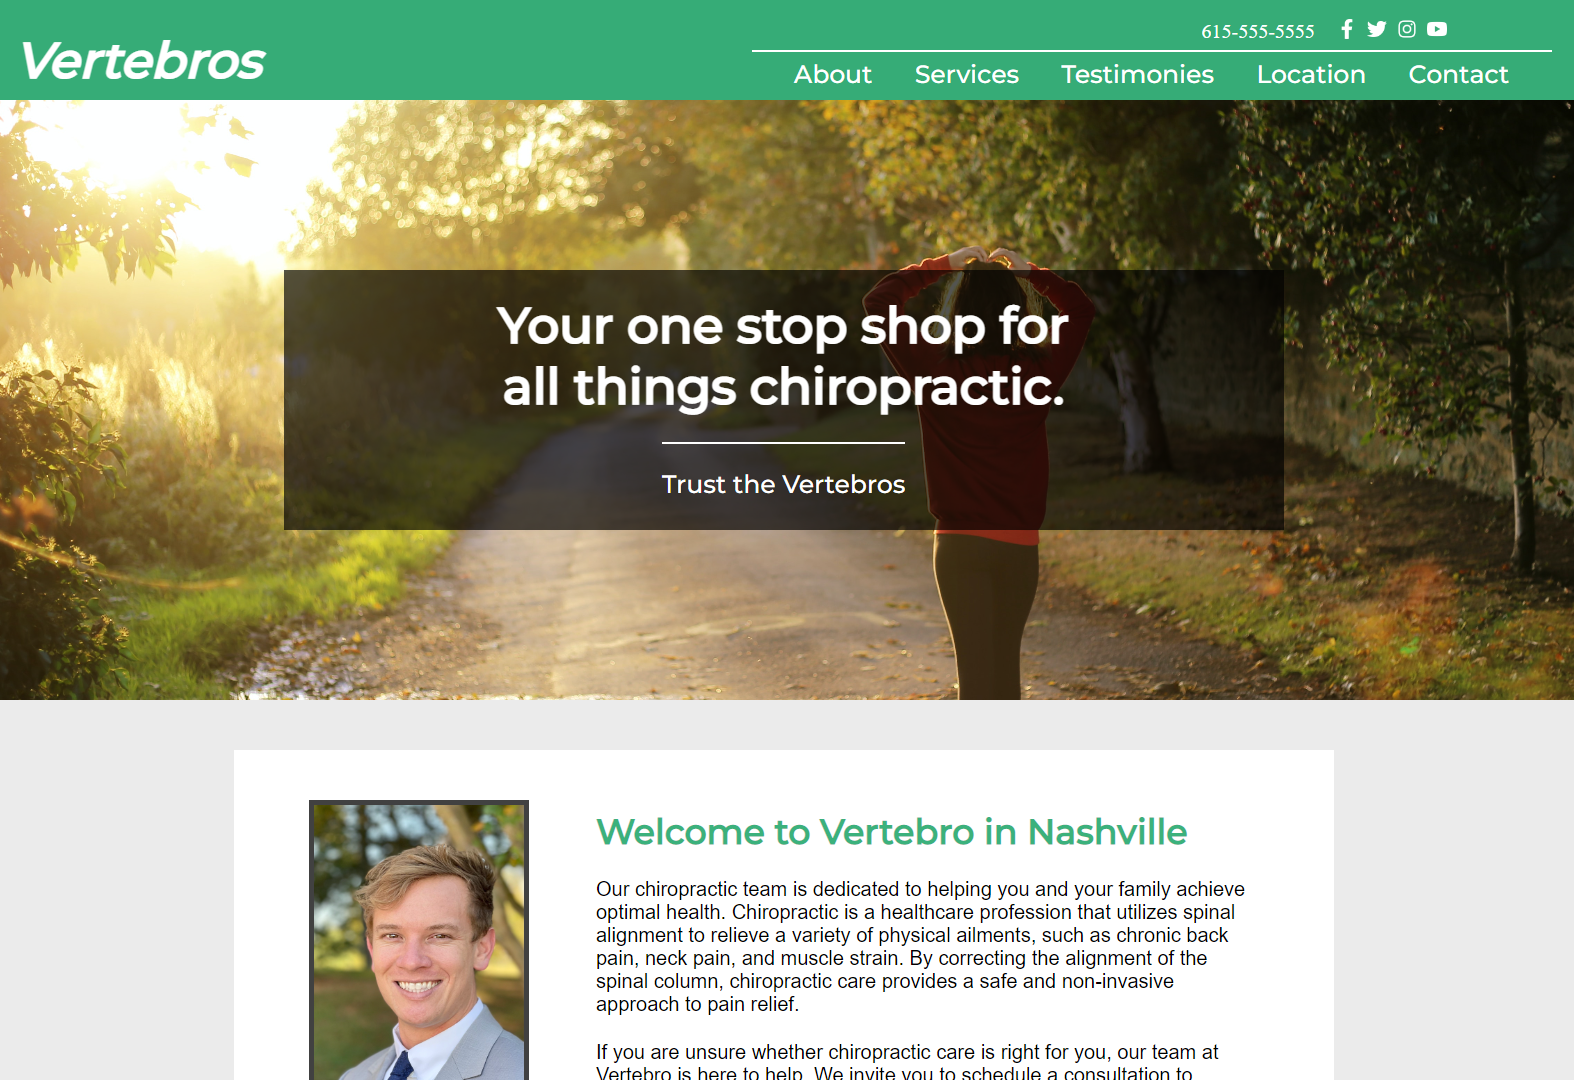 615-555-5555
Vertebros
About Services Testimonies Location Contact
Your one stop shop for
all things chiropractic.
Trust the Vertebros
Welcome to Vertebro in Nashville
Our chiropractic team is dedicated to helping you and your family achieve
optimal health. Chiropractic is a healthcare profession that utilizes spinal
alignment to relieve a variety of physical ailments, such as chronic back
pain, neck pain, and muscle strain. By correcting the alignment of the
spinal column, chiropractic care provides a safe and non-invasive
approach to pain relief.
If you are unsure whether chiropractic care is right for you, our team at
Vertebro is here to help. We invite you to schedule a consultation to